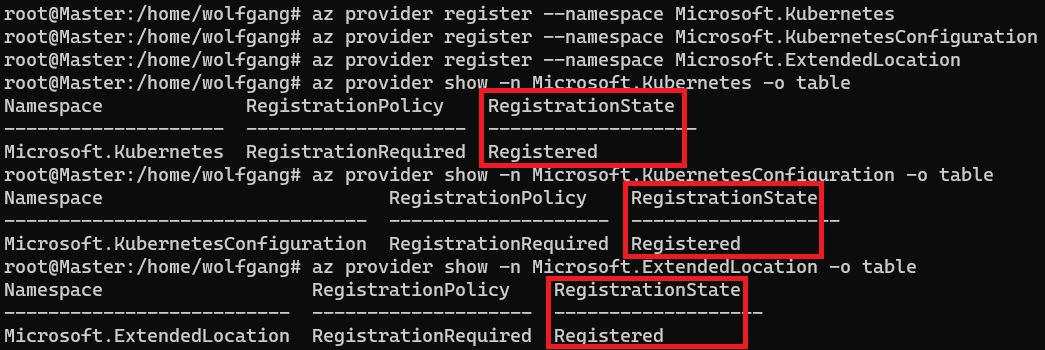 root@Master:/home/wolfgang# az provider register --namespace Microsoft.Kubernetes
root@Master:/home/wolfgang# az provider register --namespace Microsoft.KubernetesConfiguration
root@Master:/home/wolfgang# az provider register --namespace Microsoft.ExtendedLocation
root@Master:/home/wolfgang# az provider show -n Microsoft.Kubernetes -o table
Namespace             RegistrationPolicy    RegistrationState
--------------------  --------------------  -------------------
Microsoft.Kubernetes  RegistrationRequired  Registered
root@Master:/home/wolfgang# az provider show -n Microsoft.KubernetesConfiguration -o table
Namespace                          RegistrationPolicy    RegistrationState
---------------------------------  --------------------  -------------------
Microsoft.KubernetesConfiguration  RegistrationRequired  Registered
root@Master:/home/wolfgang# az provider show -n Microsoft.ExtendedLocation -o table
Namespace                   RegistrationPolicy    RegistrationState
--------------------------  --------------------  -------------------
Microsoft.ExtendedLocation  RegistrationRequired  Registered